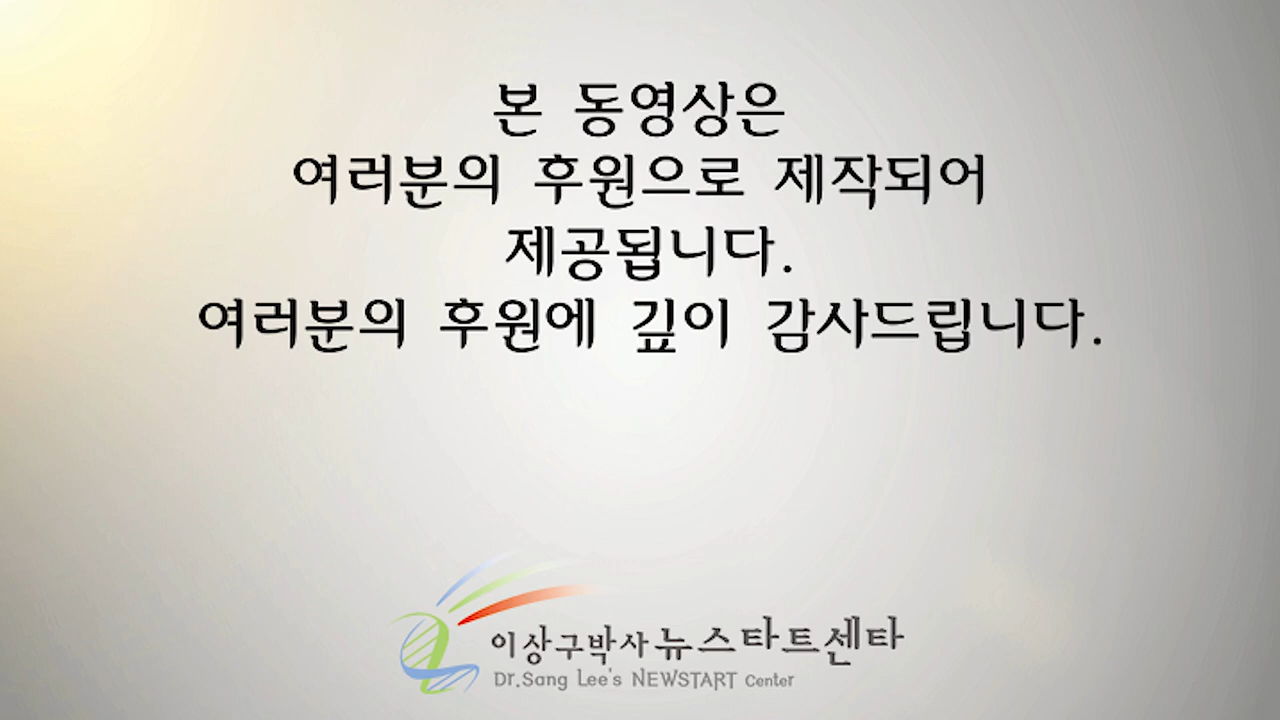 본 동영상은
여러분의 후원으로 제작되어
제공됩니다.
여러분의 후원에 깊이 감사드립니다.
이상구박사뉴스타트센타
Dr.Sang Lee's NEWSTART Center